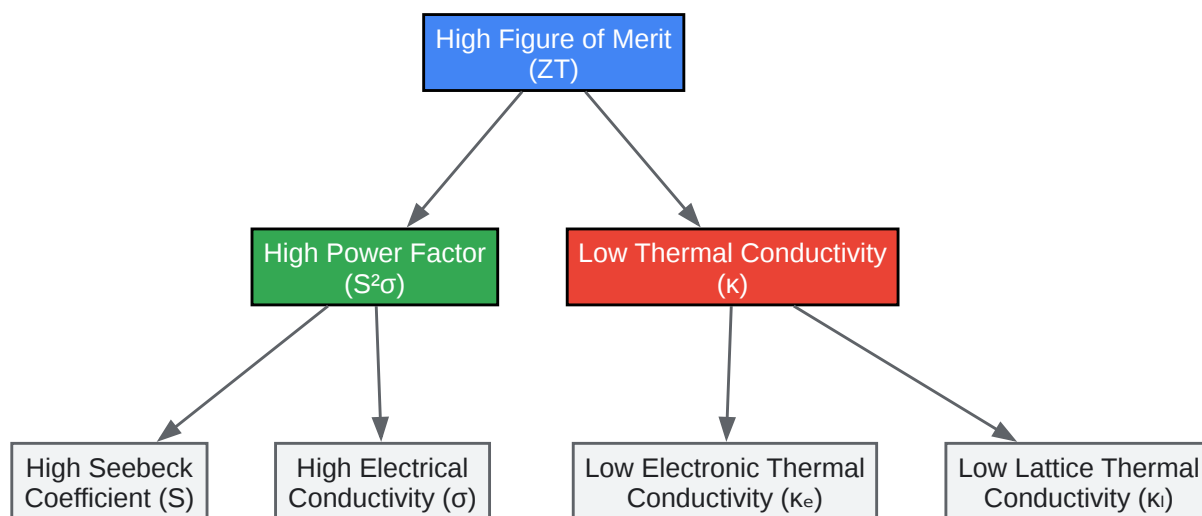 High Figure of Merit
(ZT)
High Power Factor
(S²σ)
Low Thermal Conductivity
(κ)
High Seebeck
Coefficient (S)
High Electrical
Conductivity (σ)
Low Electronic Thermal
Conductivity (κₑ)
Low Lattice Thermal
Conductivity (κₗ)